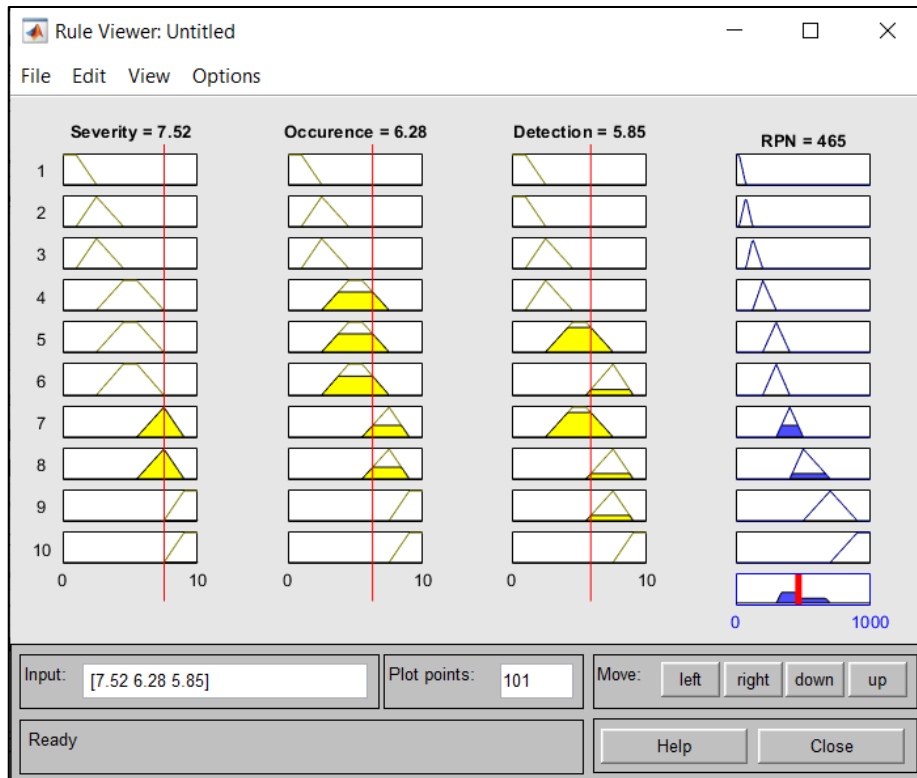 Rule Viewer: Untitled
File Edit View Options
Severity = 7.52 Occurence = 6.28 Detection = 5.85 RPN = 465
1
2
3
4
5
6
7
8
9
10
0 10 0 10 0 10
0 1000
Input: [7.52 6.28 5.85] Plot points: 101 Move: left right down up
Ready Help Close